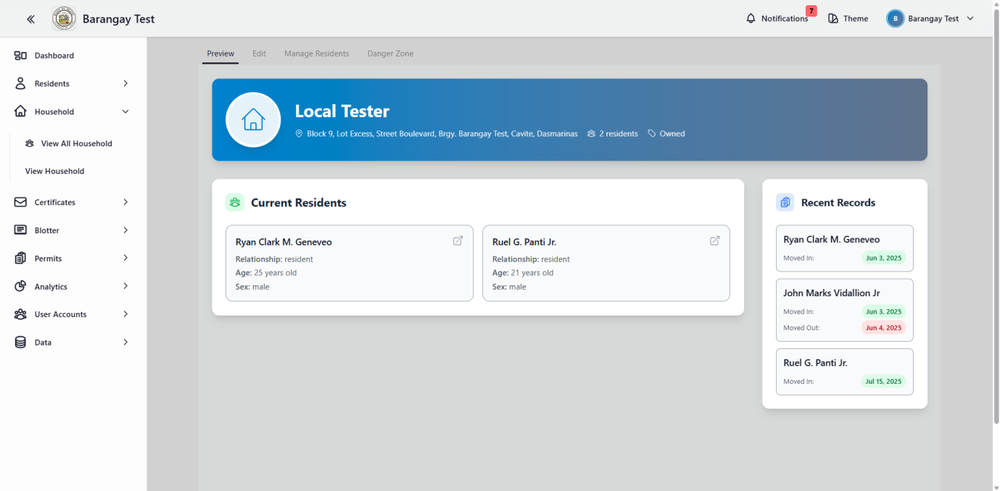 Barangay Test
Notifications 7 Theme B Barangay Test
Dashboard
Residents
Household
View All Household
View Household
Certificates
Blotter
Permits
Analytics
User Accounts
Data
Preview Edit Manage Residents Danger Zone
Local Tester
Block 9, Lot Excess, Street Boulevard, Brgy. Barangay Test, Cavite, Dasmarinas 2 residents Owned
Current Residents
Ryan Clark M. Geneveo
Relationship: resident
Age: 25 years old
Sex: male
Ruel G. Panti Jr.
Relationship: resident
Age: 21 years old
Sex: male
Recent Records
Ryan Clark M. Geneveo
Moved In: Jun 3, 2025
John Marks Vidallion Jr
Moved In: Jun 3, 2025
Moved Out: Jun 4, 2025
Ruel G. Panti Jr.
Moved In: Jul 15, 2025